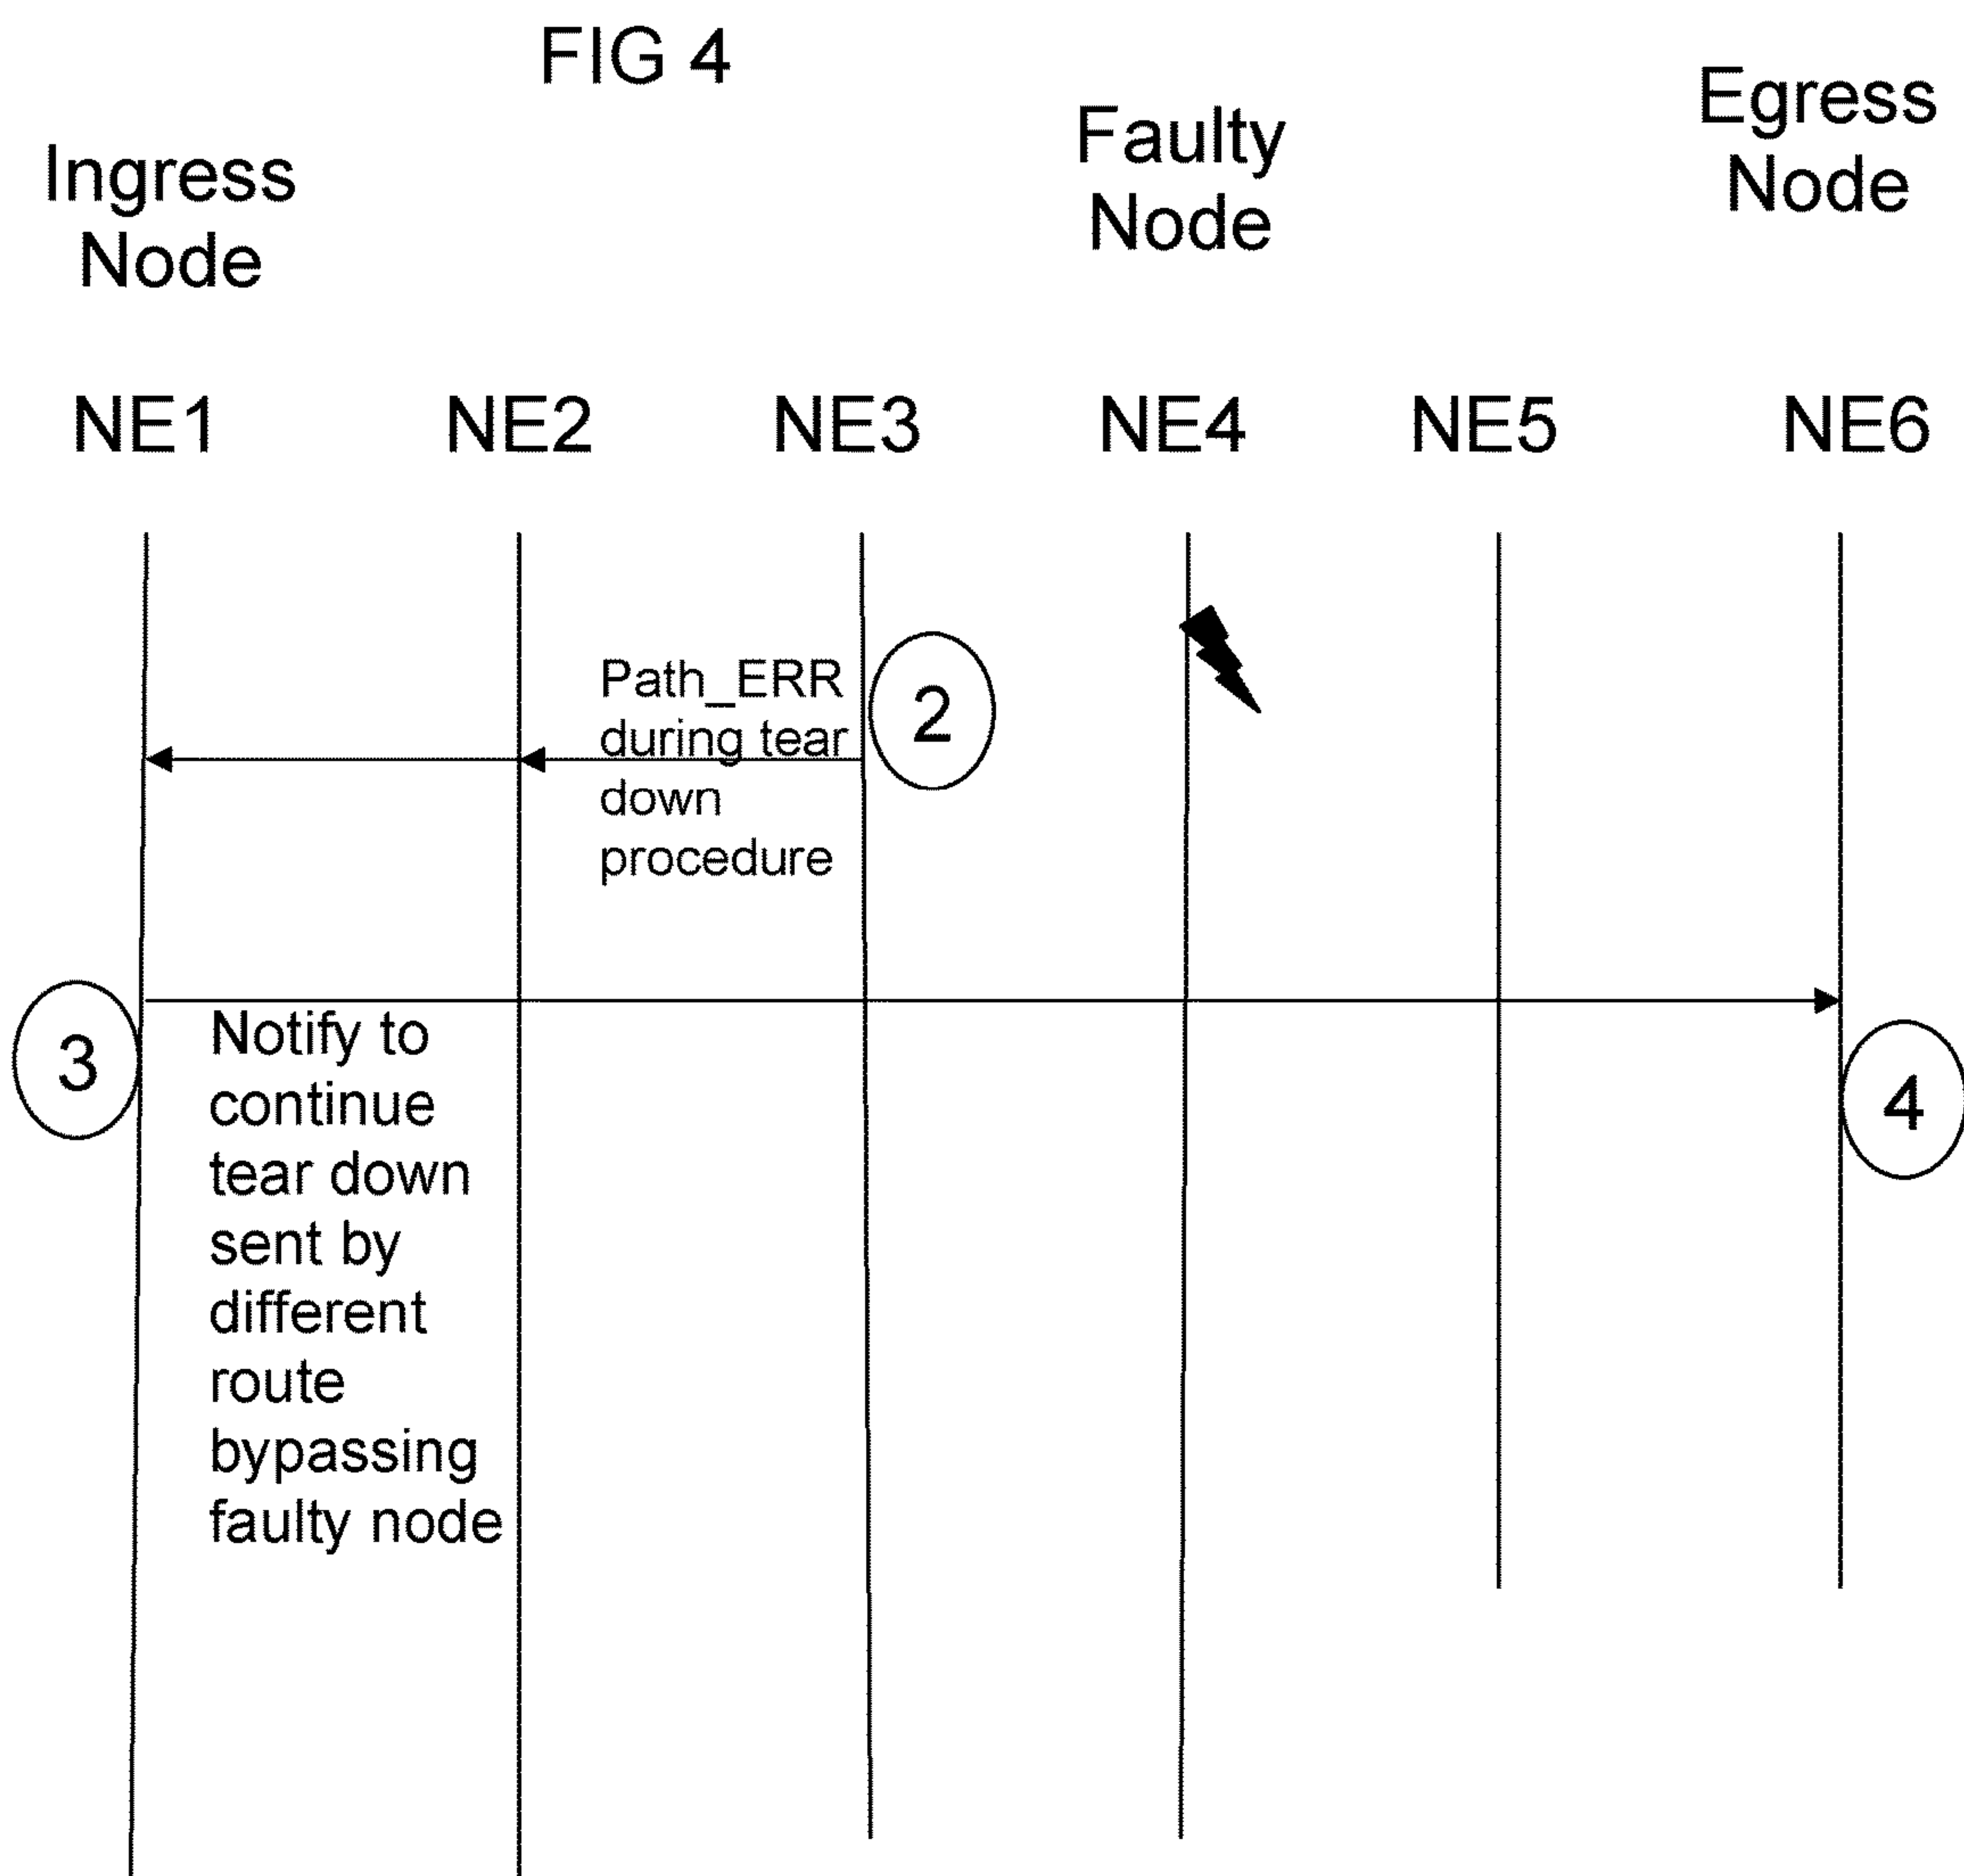 FIG 4
Ingress
Node
Faulty
Node
Egress
Node
NE1 NE2 NE3 NE4 NE5 NE6
Path_ERR
during tear
down
procedure
2
3
Notify to
continue
tear down
sent by
different
route
bypassing
faulty node
4